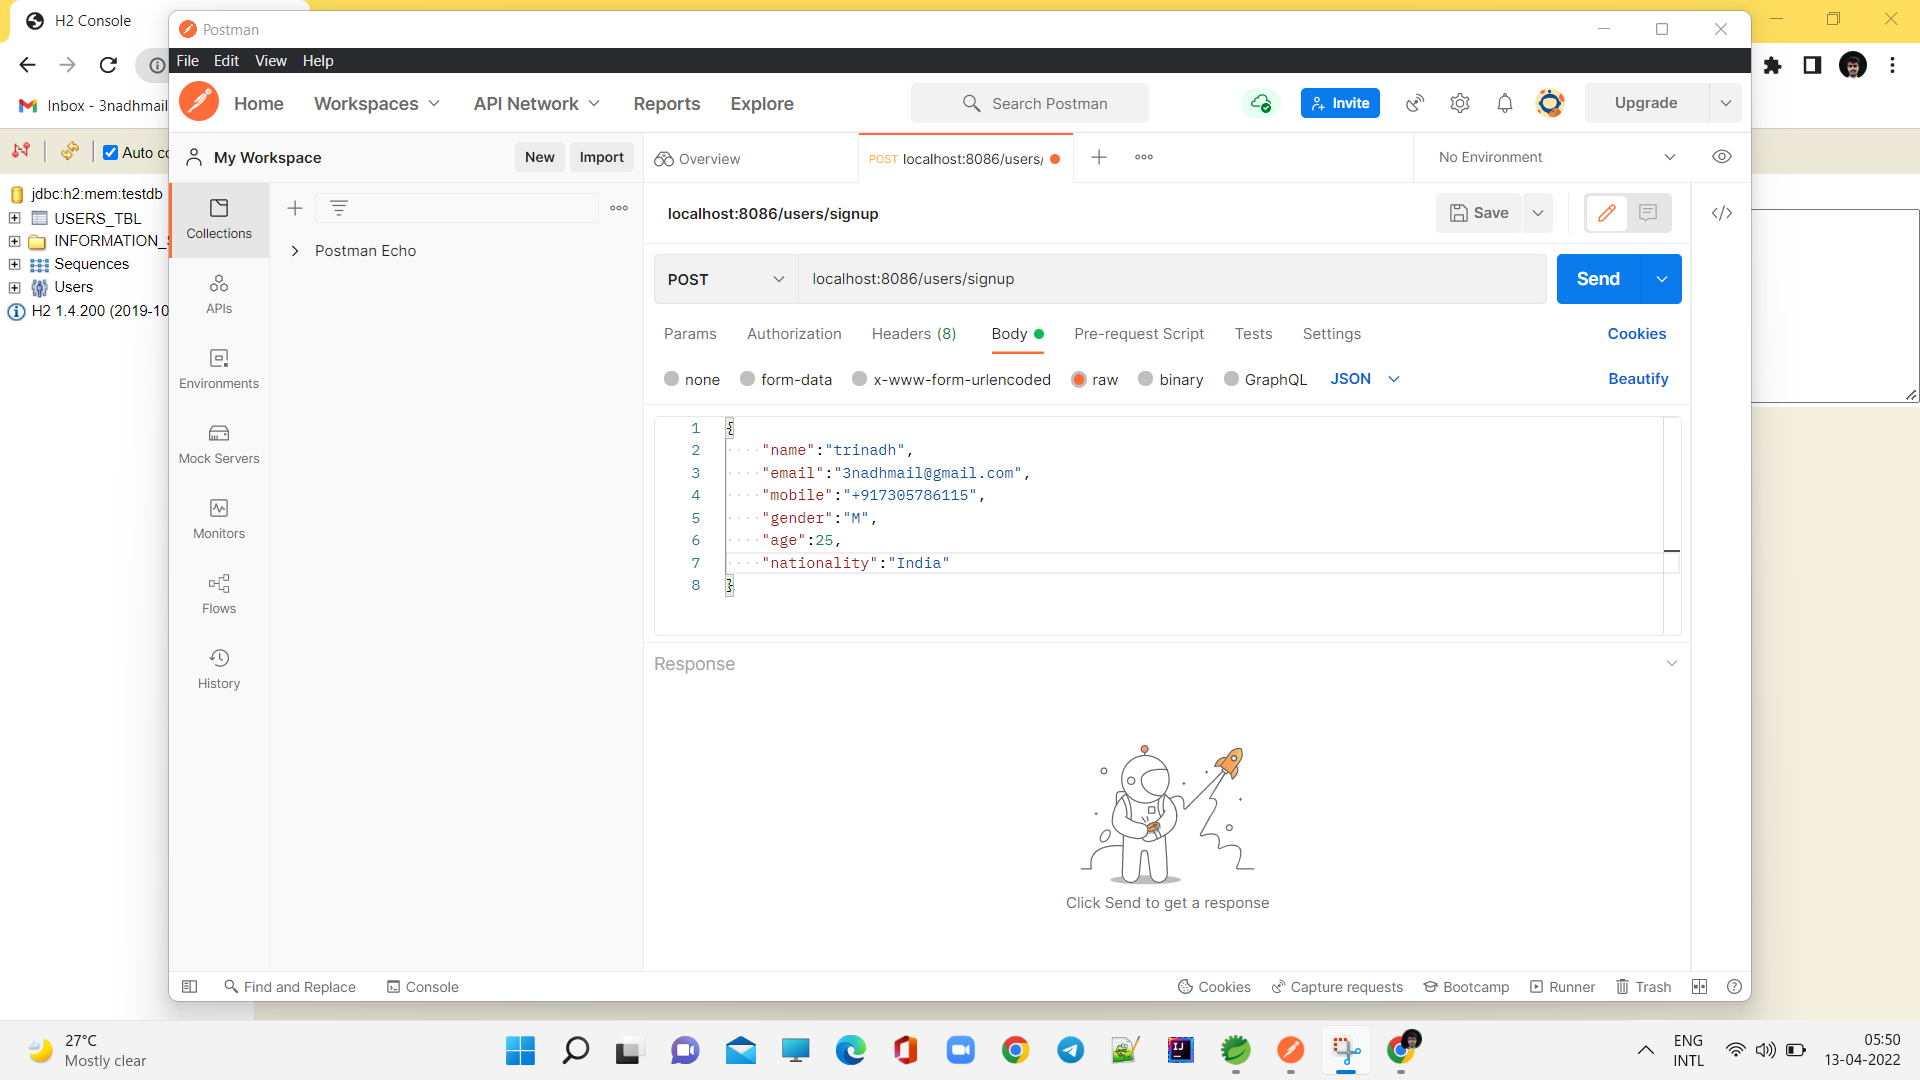 H2 Console
Postman
File Edit View Help
Home Workspaces API Network Reports Explore
Search Postman
Invite
Upgrade
Inbox - 3nadhmail
Auto co
My Workspace
New Import
Overview
POST localhost:8086/users/
No Environment
jdbc:h2:mem:testdb
USERS_TBL
INFORMATION_S
Sequences
Users
H2 1.4.200 (2019-10
Collections
APIs
Environments
Mock Servers
Monitors
Flows
History
Postman Echo
localhost:8086/users/signup
Save
</>
POST localhost:8086/users/signup
Send
Params Authorization Headers (8) Body Pre-request Script Tests Settings Cookies
none form-data x-www-form-urlencoded raw binary GraphQL JSON Beautify
1 {
2 "name":"trinadh",
3 "email":"3nadhmail@gmail.com",
4 "mobile":"+917305786115",
5 "gender":"M",
6 "age":25,
7 "nationality":"India"
8 }
Response
Click Send to get a response
Find and Replace Console
Cookies Capture requests Bootcamp Runner Trash
27°C
Mostly clear
IJ
ENG
INTL
05:50
13-04-2022